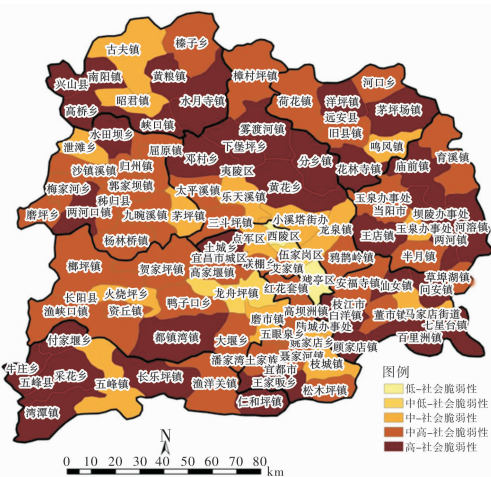 古夫镇
榛子乡
兴山县
南阳镇
黄粮镇
樟村坪镇
荷花镇
洋坪镇
河口乡
远安县
茅坪场镇
高桥乡
昭君镇
水月寺镇
旧县镇
峡口镇
鸣凤镇
水田坝乡
雾渡河镇
泄滩乡
屈原镇
下堡坪乡
分乡镇
花林寺镇
庙前镇
育溪镇
沙镇溪镇
归州镇
邓村乡
夷陵区
梅家河乡
郭家坝镇
太平溪镇
黄花乡
玉泉办事处
秭归县
乐天溪镇
当阳市
坝陵办事处
磨坪乡
两河口镇
九畹溪镇
茅坪镇
小溪塔街办
玉泉办事处
河溶镇
三斗坪镇
龙泉镇
杨林桥镇
点军区
西陵区
王店镇
两河镇
土城乡
宜昌市城区
伍家岗区
鸦鹊岭镇
半月镇
榔坪镇
贺家坪镇
联棚乡
艾家镇
高家堰镇
猇亭区
安福寺镇
仙女镇
草埠湖镇
问安镇
长阳县
火烧坪乡
龙舟坪镇
红花套镇
枝江市
渔峡口镇
资丘镇
鸭子口乡
高坝洲镇
白洋镇
董市镇
马家店街道
磨市镇
陆城办事处
七星台镇
付家堰乡
五眼泉乡
姚家店乡
顾家店镇
百里洲镇
都镇湾镇
大堰乡
聂家河镇
牛庄乡
采花乡
潘家湾土家族
枝城镇
五峰县
五峰镇
长乐坪镇
宜都市
渔洋关镇
王家畈乡
松木坪镇
湾潭镇
仁和坪镇
图例
低-社会脆弱性
中低-社会脆弱性
中-社会脆弱性
中高-社会脆弱性
高-社会脆弱性
N
0 10 20 30 40 50 60 70 80
km